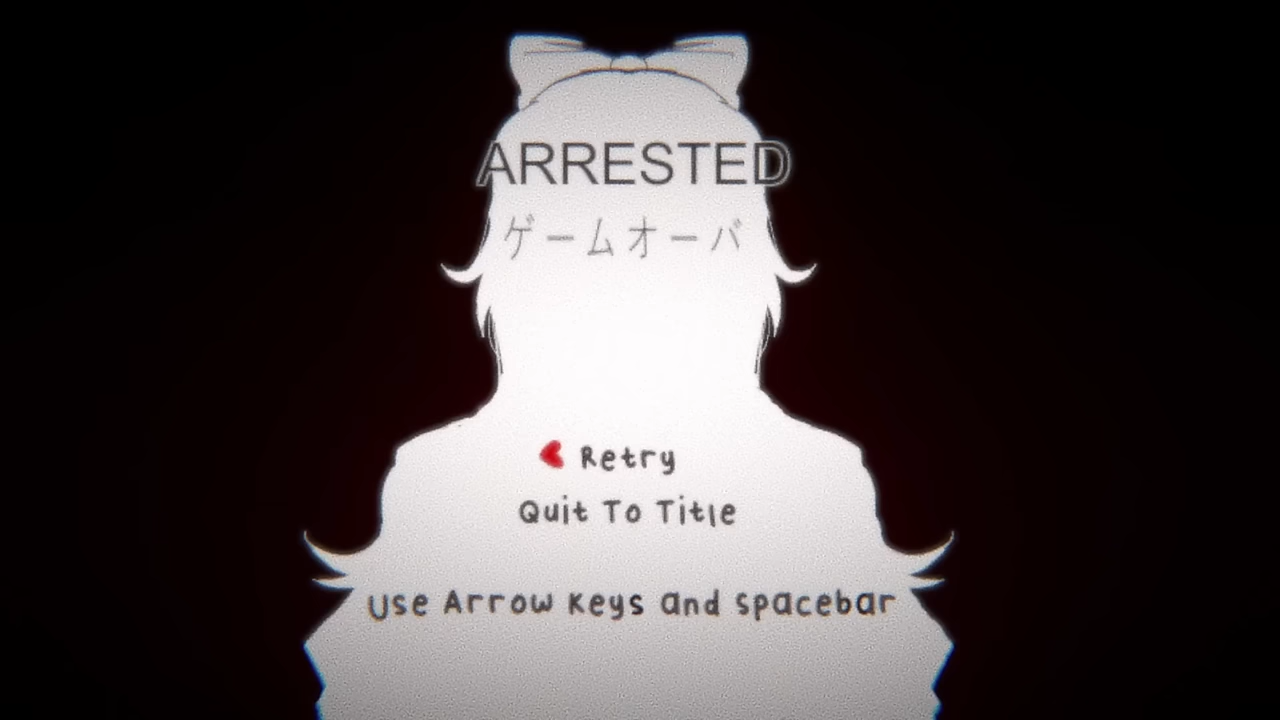 ARRESTED
ゲームオーバ
Retry
Quit To Title
Use Arrow Keys and Spacebar